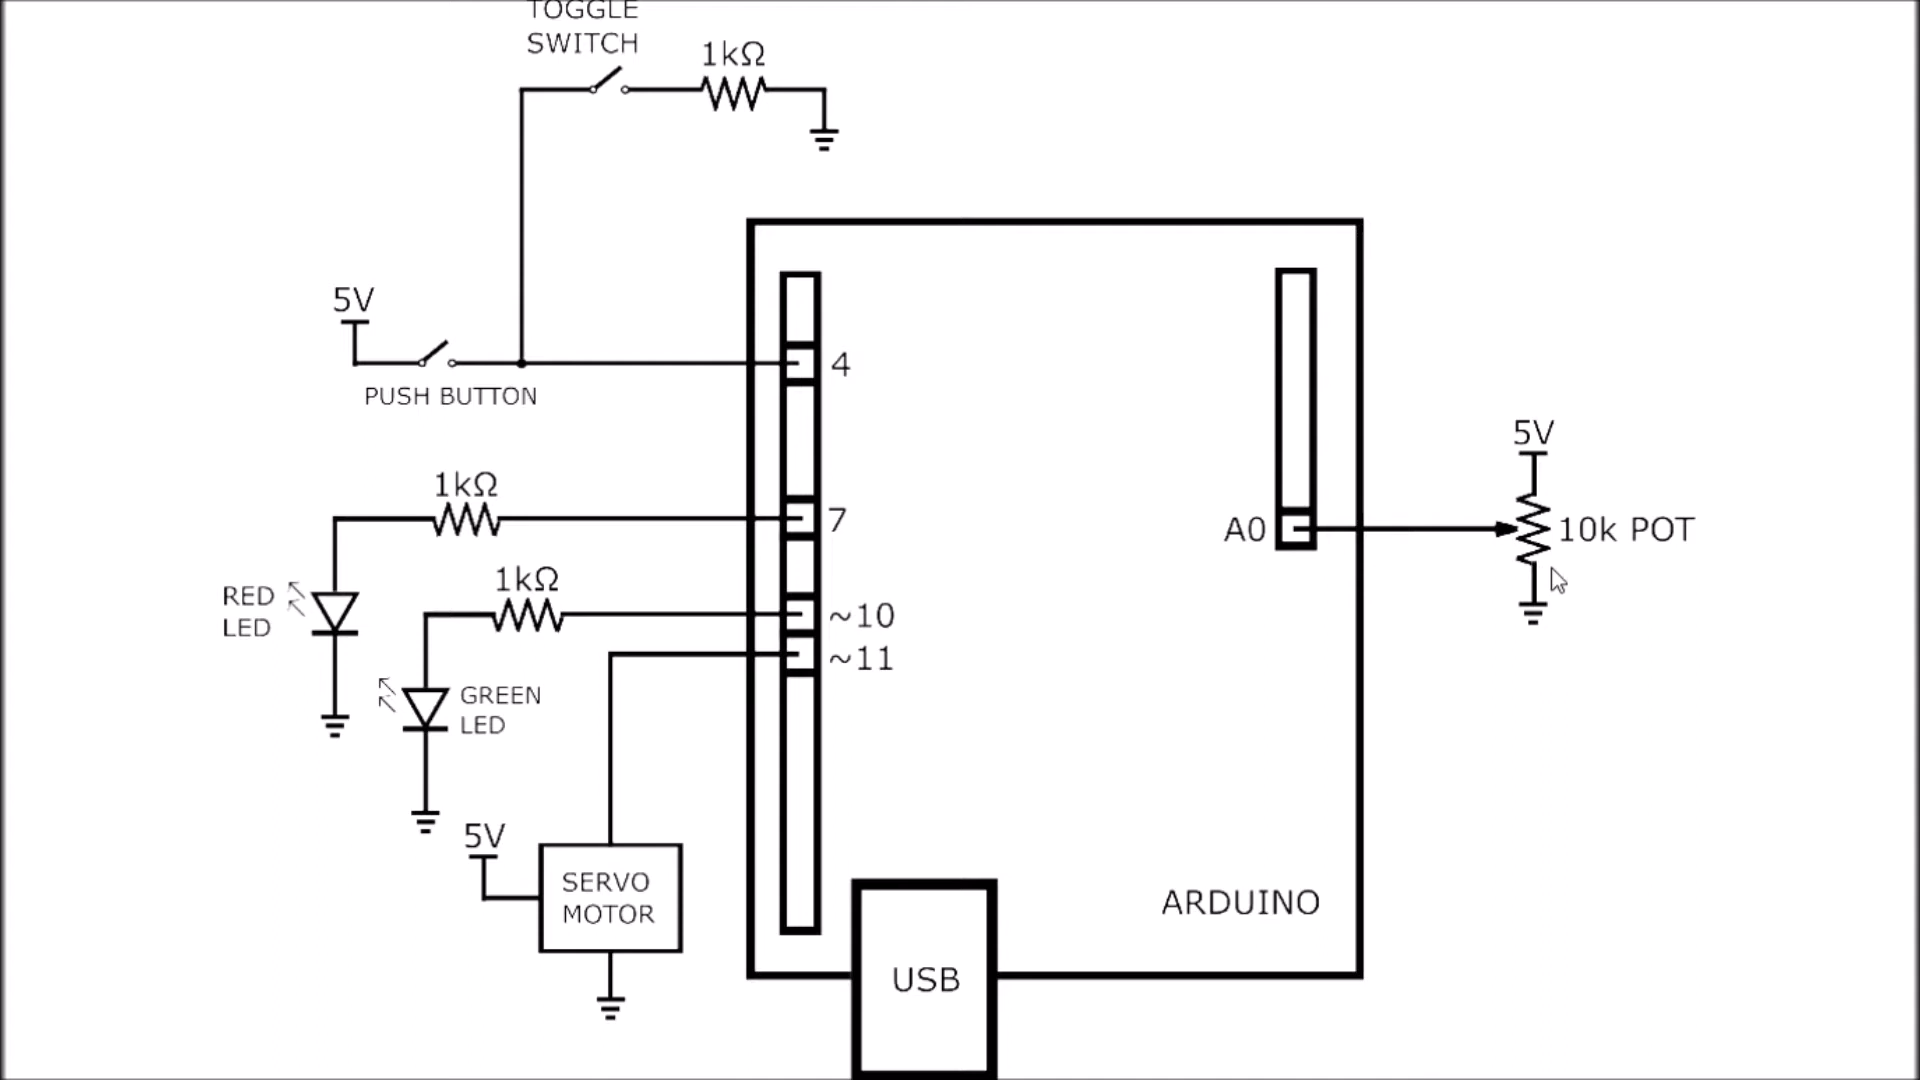 TOGGLE
SWITCH
1kΩ
5V
PUSH BUTTON
4
1kΩ
7
RED
LED
1kΩ
~10
~11
GREEN
LED
5V
SERVO
MOTOR
A0
5V
10k POT
ARDUINO
USB